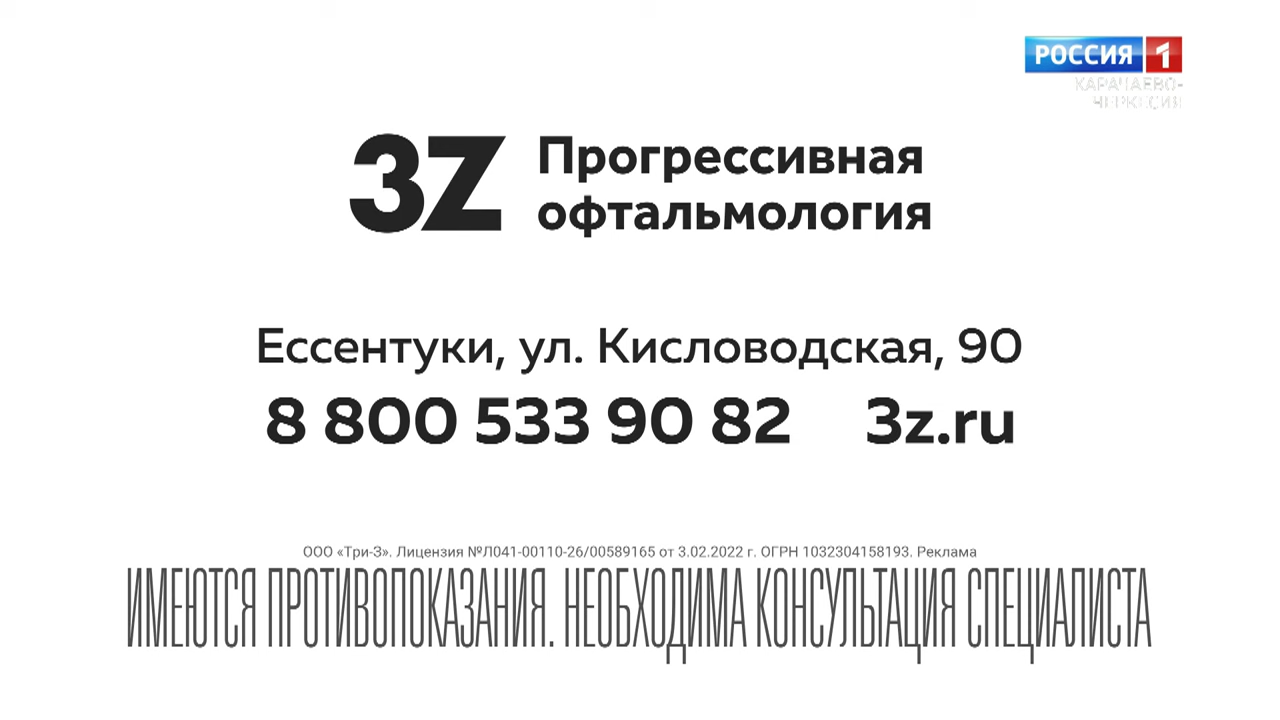 РОССИЯ 1
КАРАЧАЕВО-
ЧЕРКЕСИЯ
3Z Прогрессивная
офтальмология
Ессентуки, ул. Кисловодская, 90
8 800 533 90 82 3z.ru
ООО «Три-З». Лицензия №Л041-00110-26/00589165 от 3.02.2022 г. ОГРН 1032304158193. Реклама
ИМЕЮТСЯ ПРОТИВОПОКАЗАНИЯ. НЕОБХОДИМА КОНСУЛЬТАЦИЯ СПЕЦИАЛИСТА